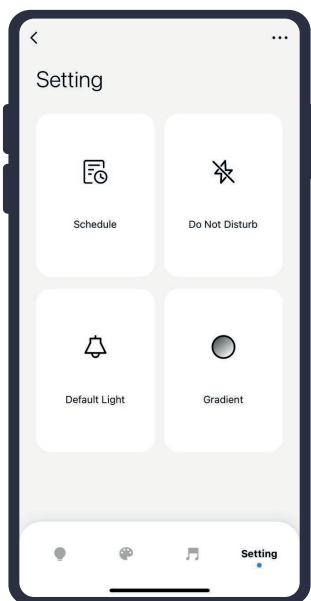 Setting
Schedule
Do Not Disturb
Default Light
Gradient
Setting